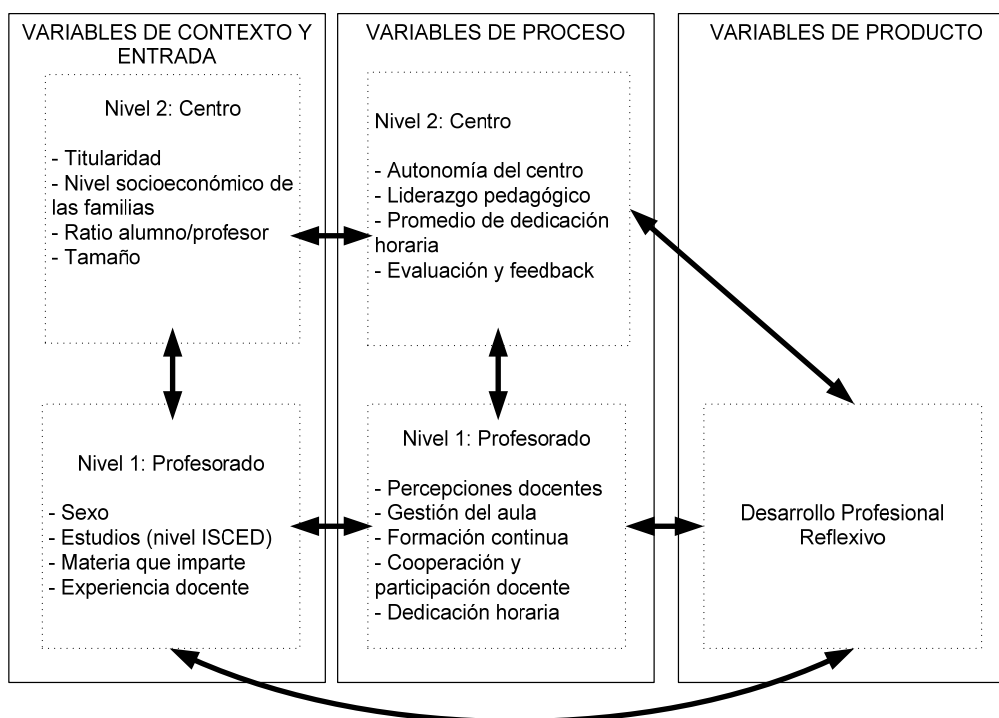 VARIABLES DE CONTEXTO Y
ENTRADA
Nivel 2: Centro
- Titularidad
- Nivel socioeconómico de
las familias
- Ratio alumno/profesor
- Tamaño
Nivel 1: Profesorado
- Sexo
- Estudios (nivel ISCED)
- Materia que imparte
- Experiencia docente
VARIABLES DE PROCESO
Nivel 2: Centro
- Autonomía del centro
- Liderazgo pedagógico
- Promedio de dedicación
horaria
- Evaluación y feedback
Nivel 1: Profesorado
- Percepciones docentes
- Gestión del aula
- Formación continua
- Cooperación y
participación docente
- Dedicación horaria
VARIABLES DE PRODUCTO
Desarrollo Profesional
Reflexivo